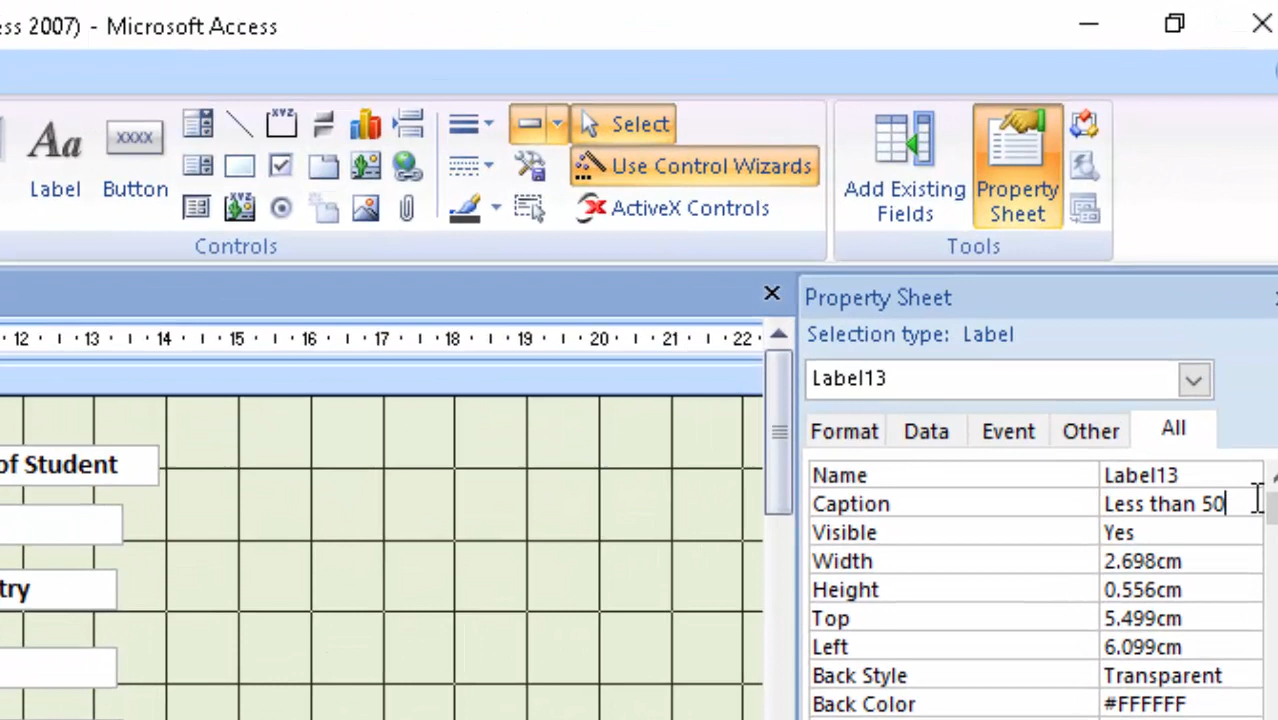 ess 2007) - Microsoft Access
Aa
Label
XXXX
Button
XYZ
Select
Use Control Wizards
ActiveX Controls
Controls
Add Existing
Fields
Property
Sheet
Tools
12 13 14 15 16 17 18 19 20 21 22
of Student
try
Property Sheet
Selection type: Label
Label13
Format Data Event Other All
Name Label13
Caption Less than 50
Visible Yes
Width 2.698cm
Height 0.556cm
Top 5.499cm
Left 6.099cm
Back Style Transparent
Back Color #FFFFFF